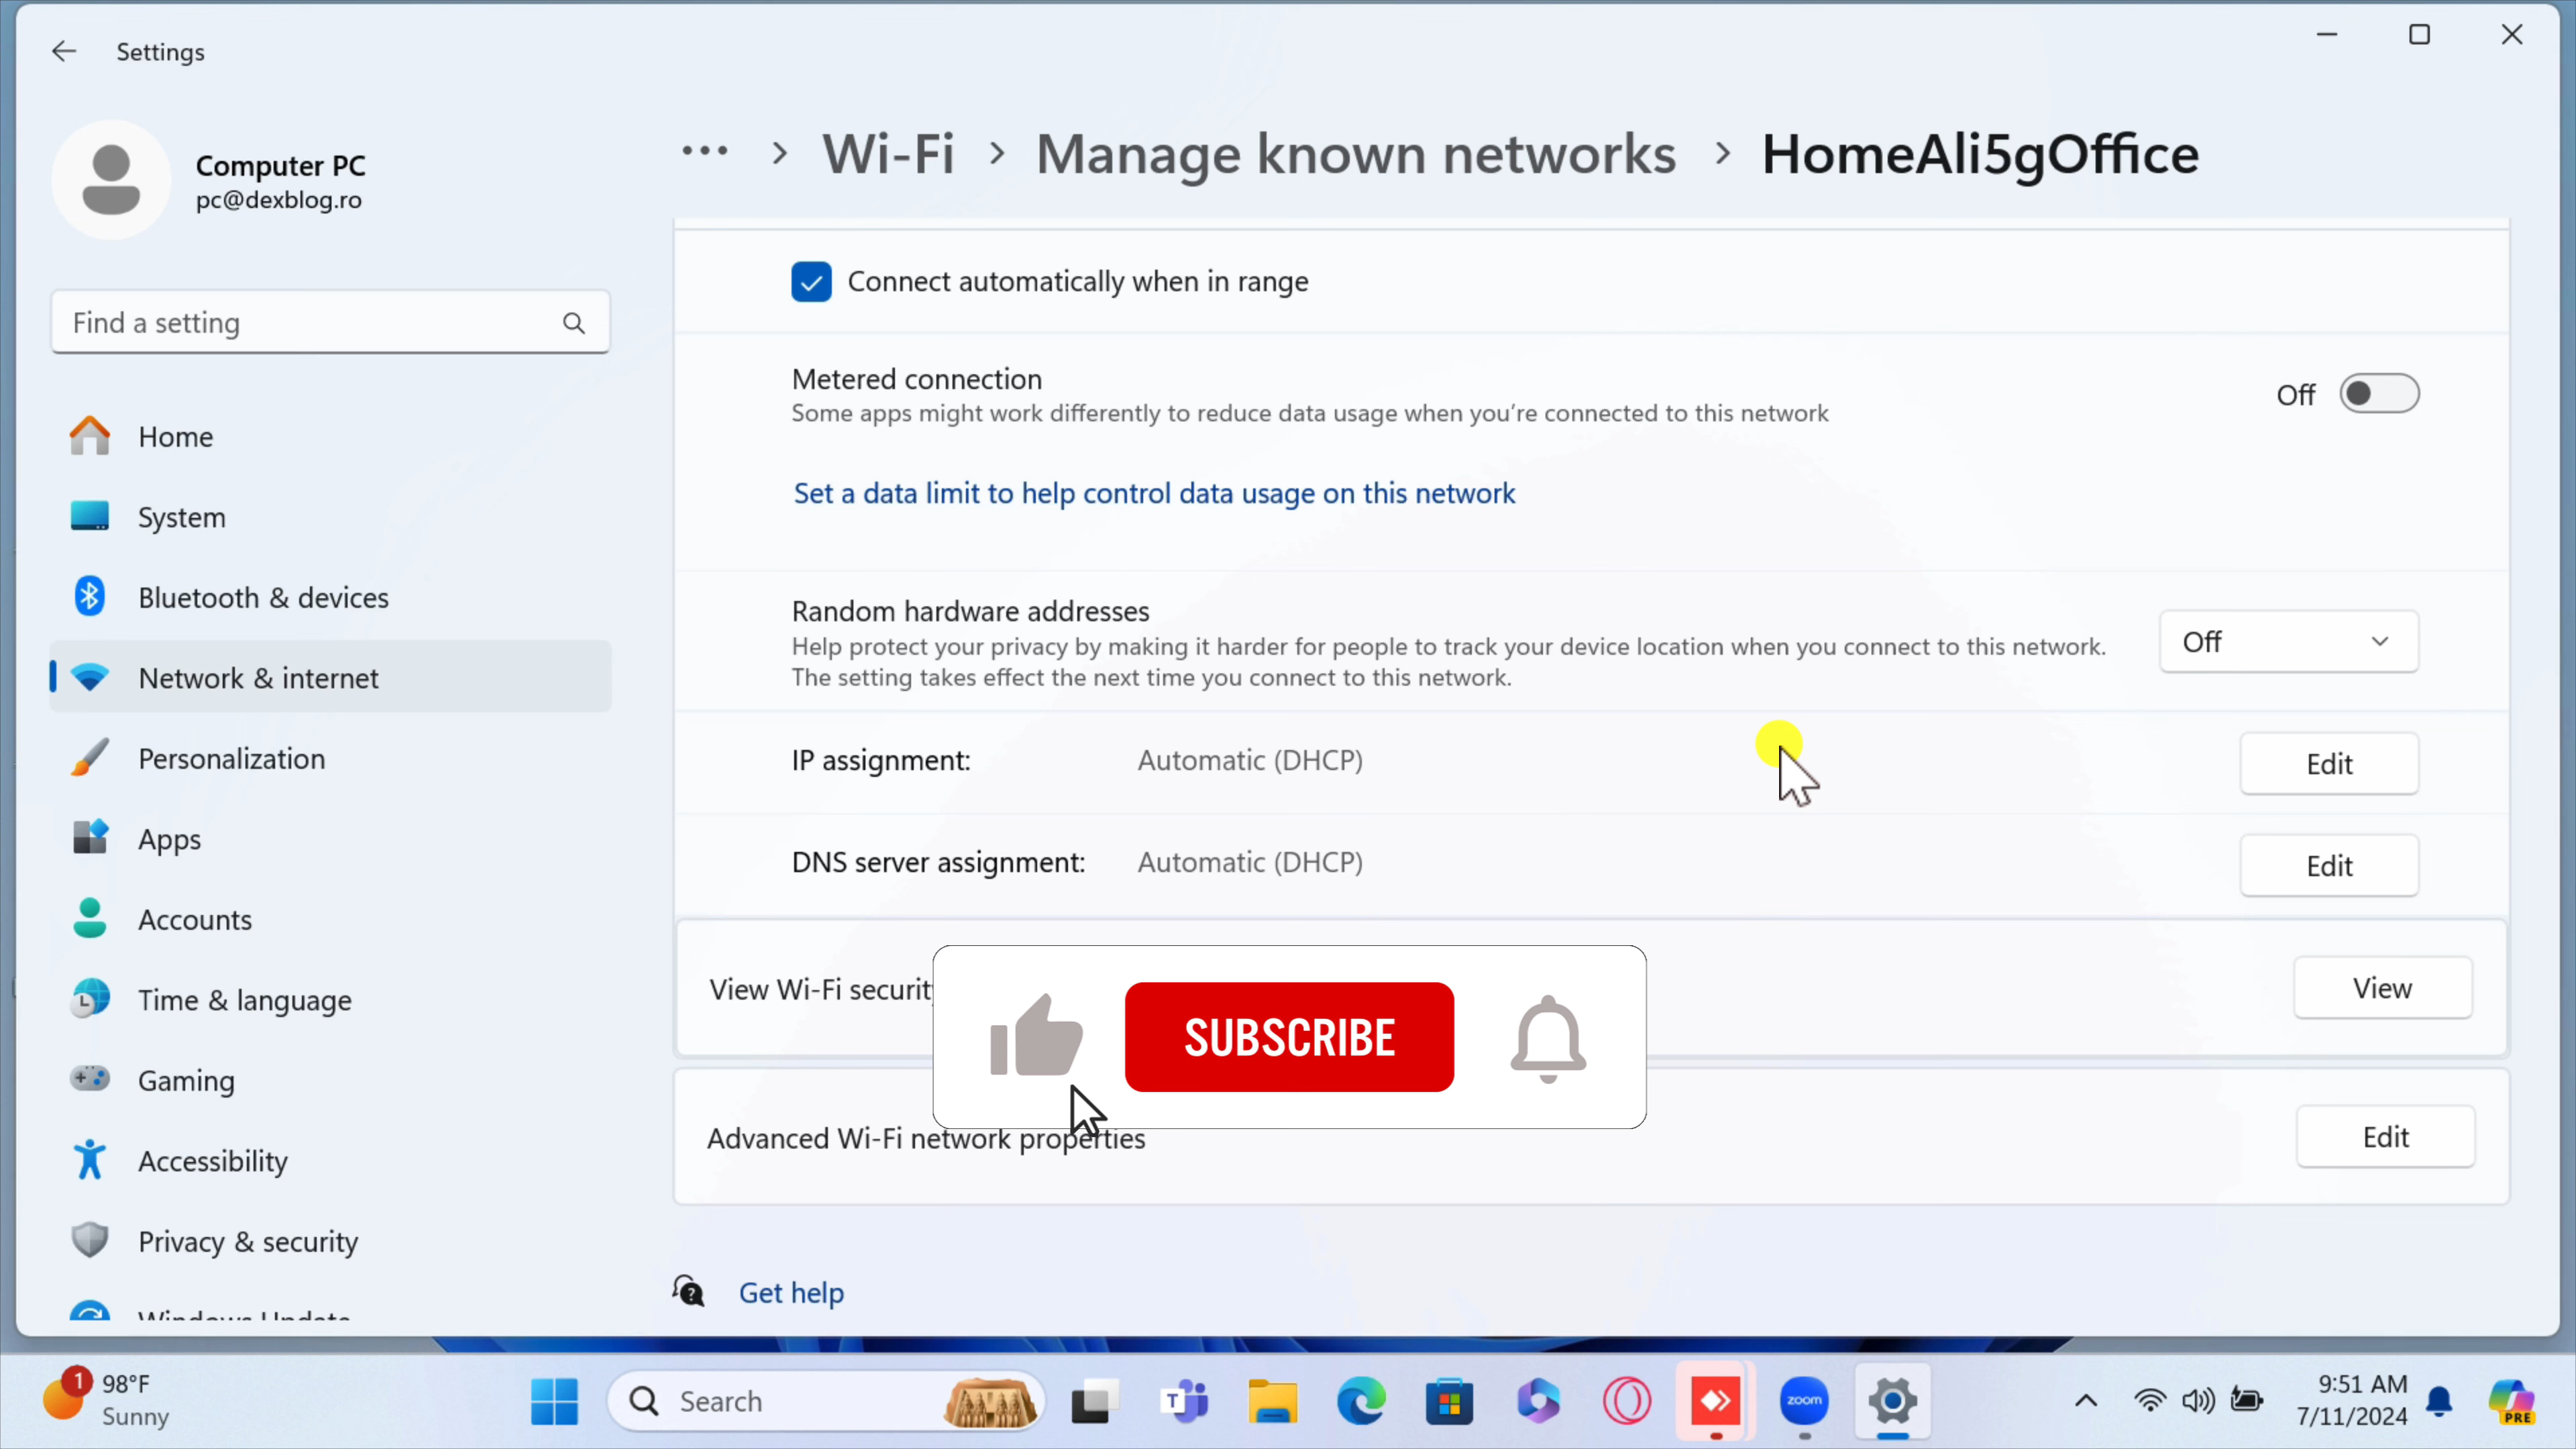 Settings
Computer PC
pc@dexblog.ro
Find a setting
Home
System
Bluetooth & devices
Network & internet
Personalization
Apps
Accounts
Time & language
Gaming
Accessibility
Privacy & security
Windows Update
... > Wi-Fi > Manage known networks > HomeAli5gOffice
Connect automatically when in range
Metered connection
Off
Some apps might work differently to reduce data usage when you're connected to this network
Set a data limit to help control data usage on this network
Random hardware addresses
Help protect your privacy by making it harder for people to track your device location when you connect to this network.
The setting takes effect the next time you connect to this network.
Off
IP assignment: Automatic (DHCP) Edit
DNS server assignment: Automatic (DHCP) Edit
View Wi-Fi security View
SUBSCRIBE
Advanced Wi-Fi network properties Edit
Get help
1
98°F
Sunny
Search
T
zoom
9:51 AM
7/11/2024
PRE